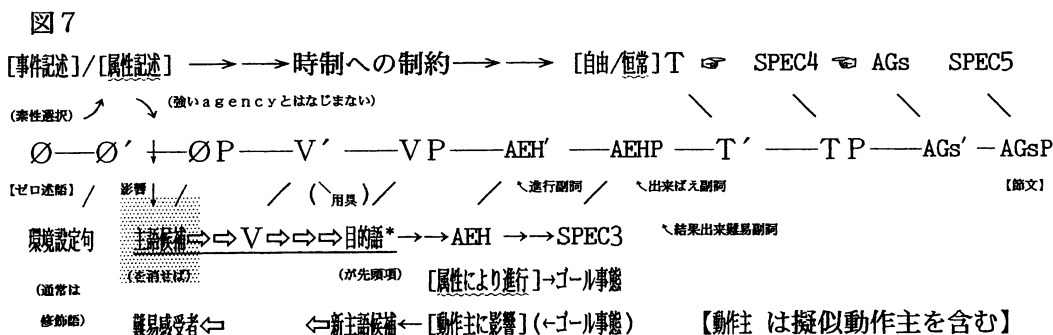 図7
[事件記述]/[属性記述] ―→ ―→時制への制約―→ ―→ [自由/恒常]T ☞ SPEC4 ☜ AGs SPEC5
(素性選択) (強いagencyとはなじまない)
Ø――Ø′ ↓―ØP――V′――VP――AEH′――AEHP――T′――TP――AGs′―AGsP
【ゼロ述語】 影響 (用具) 進行副詞 出来ばえ副詞 【節文】
環境設定句 主語候補⇨⇨V⇨⇨⇨目的語*→→AEH →→SPEC3 結果出来難易副詞
(を消せば) (が先頭項) [属性により進行]→ゴール事態
(通常は
修飾語) 難易感受者⇦ ⇦新主語候補←[動作主に影響](←ゴール事態) 【動作主 は擬似動作主を含む】